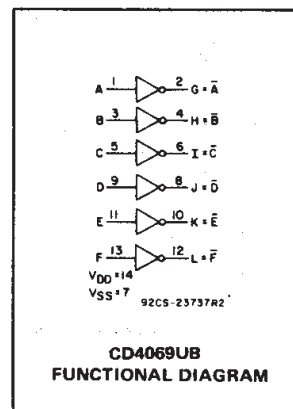 A 1 2 G = A̅
B 3 4 H = B̅
C 5 6 I = C̅
D 9 8 J = D̅
E 11 10 K = E̅
F 13 12 L = F̅
VDD = 14
VSS = 7
92CS-23737R2
CD4069UB
FUNCTIONAL DIAGRAM